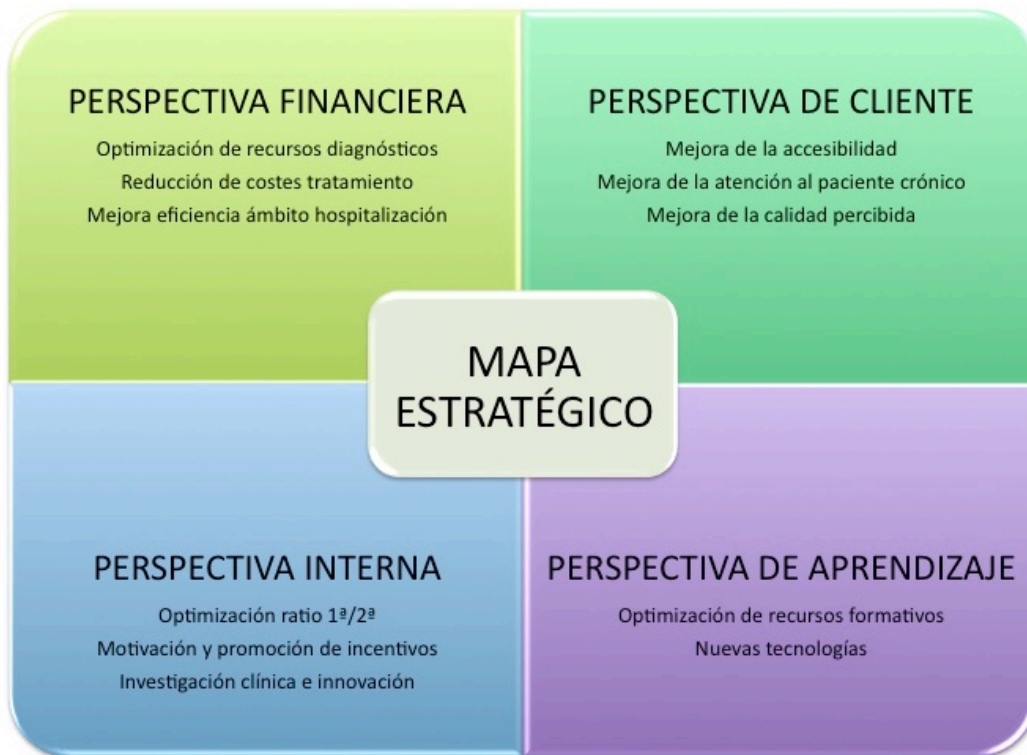 PERSPECTIVA FINANCIERA
Optimización de recursos diagnósticos
Reducción de costes tratamiento
Mejora eficiencia ámbito hospitalización
PERSPECTIVA DE CLIENTE
Mejora de la accesibilidad
Mejora de la atención al paciente crónico
Mejora de la calidad percibida
MAPA
ESTRATÉGICO
PERSPECTIVA INTERNA
Optimización ratio 1ª/2ª
Motivación y promoción de incentivos
Investigación clínica e innovación
PERSPECTIVA DE APRENDIZAJE
Optimización de recursos formativos
Nuevas tecnologías